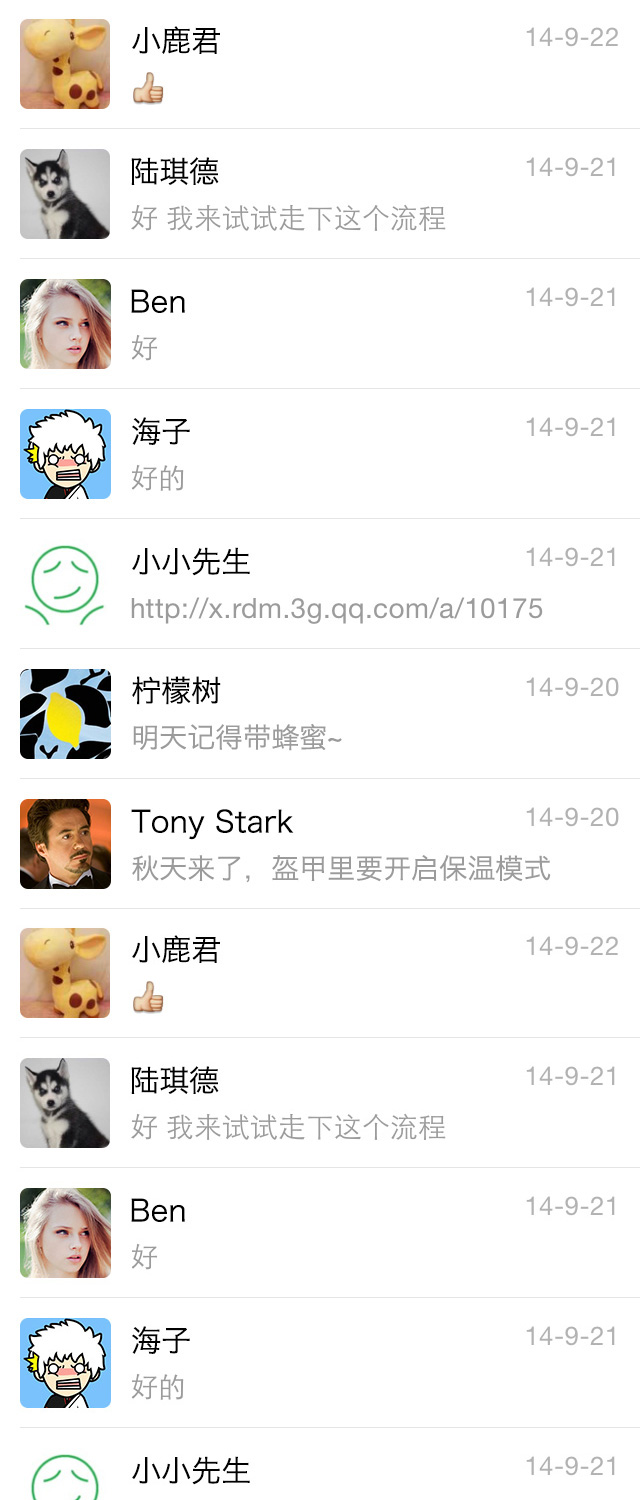 小鹿君 14-9-22
👍
陆琪德 14-9-21
好 我来试试走下这个流程
Ben 14-9-21
好
海子 14-9-21
好的
小小先生 14-9-21
http://x.rdm.3g.qq.com/a/10175
柠檬树 14-9-20
明天记得带蜂蜜~
Tony Stark 14-9-20
秋天来了，盔甲里要开启保温模式
小鹿君 14-9-22
👍
陆琪德 14-9-21
好 我来试试走下这个流程
Ben 14-9-21
好
海子 14-9-21
好的
小小先生 14-9-21